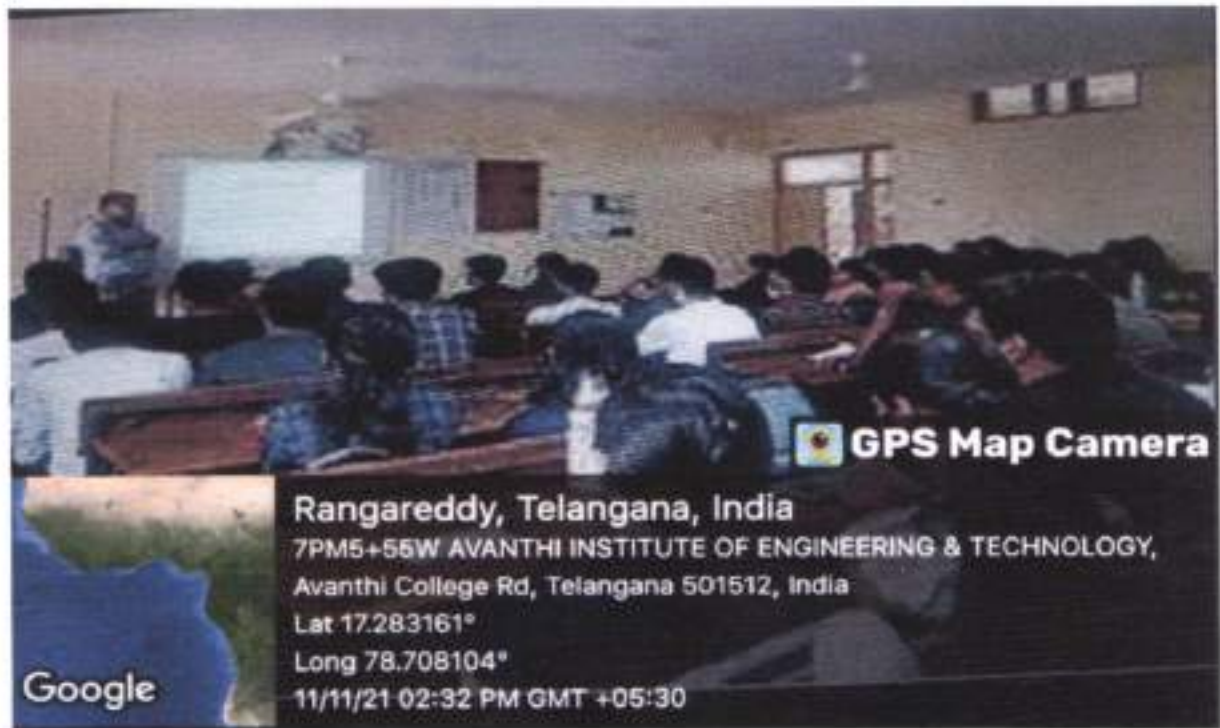 GPS Map Camera
Rangareddy, Telangana, India
7PM5+55W AVANTHI INSTITUTE OF ENGINEERING & TECHNOLOGY,
Avanthi College Rd, Telangana 501512, India
Lat 17.283161°
Long 78.708104°
11/11/21 02:32 PM GMT +05:30
Google